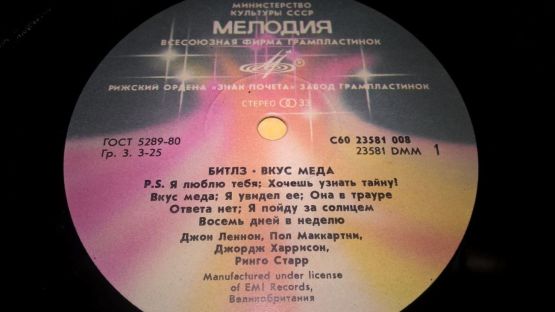 МИНИСТЕРСТВО
КУЛЬТУРЫ СССР
МЕЛОДИЯ
ВСЕСОЮЗНАЯ ФИРМА ГРАМПЛАСТИНОК
РИЖСКИЙ ОРДЕНА «ЗНАК ПОЧЕТА» ЗАВОД ГРАМПЛАСТИНОК
СТЕРЕО 33
ГОСТ 5289-80
Гр. 3. 3-25
С60 23581 008
23581 DMM 1
БИТЛЗ · ВКУС МЕДА
P.S. Я люблю тебя; Хочешь узнать тайну?
Вкус меда; Я увидел ее; Она в трауре
Ответа нет; Я пойду за солнцем
Восемь дней в неделю
Джон Леннон, Пол Маккартни,
Джордж Харрисон,
Ринго Старр
Manufactured under license
of EMI Records,
Великобритания